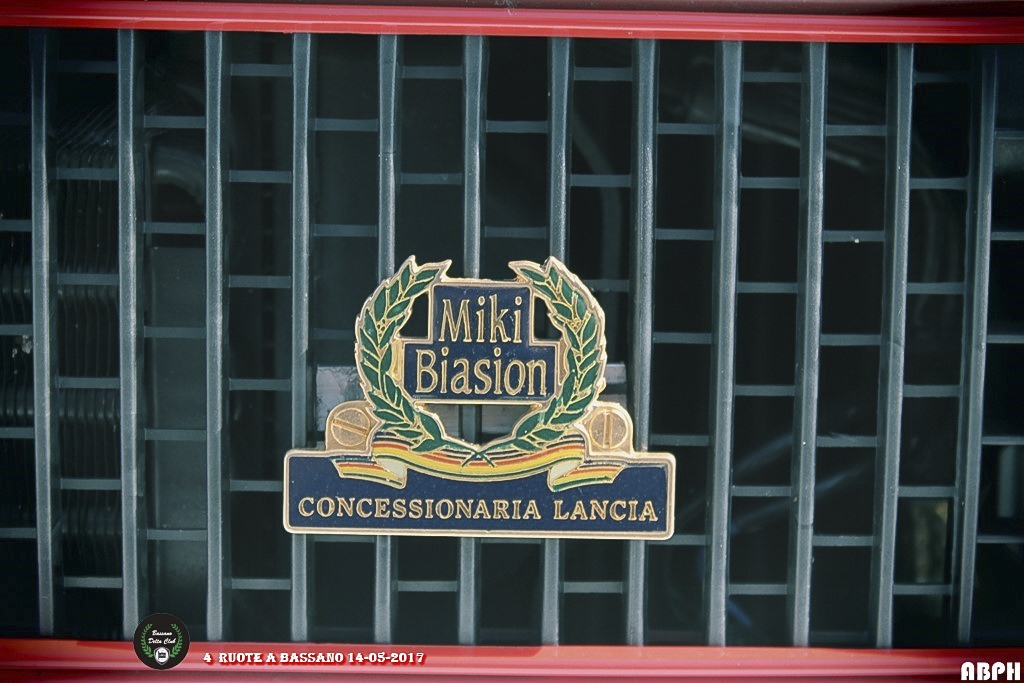 Miki
Biasion
CONCESSIONARIA LANCIA
Bassano
Delta Club
4 RUOTE A BASSANO 14-05-2017
ABPH